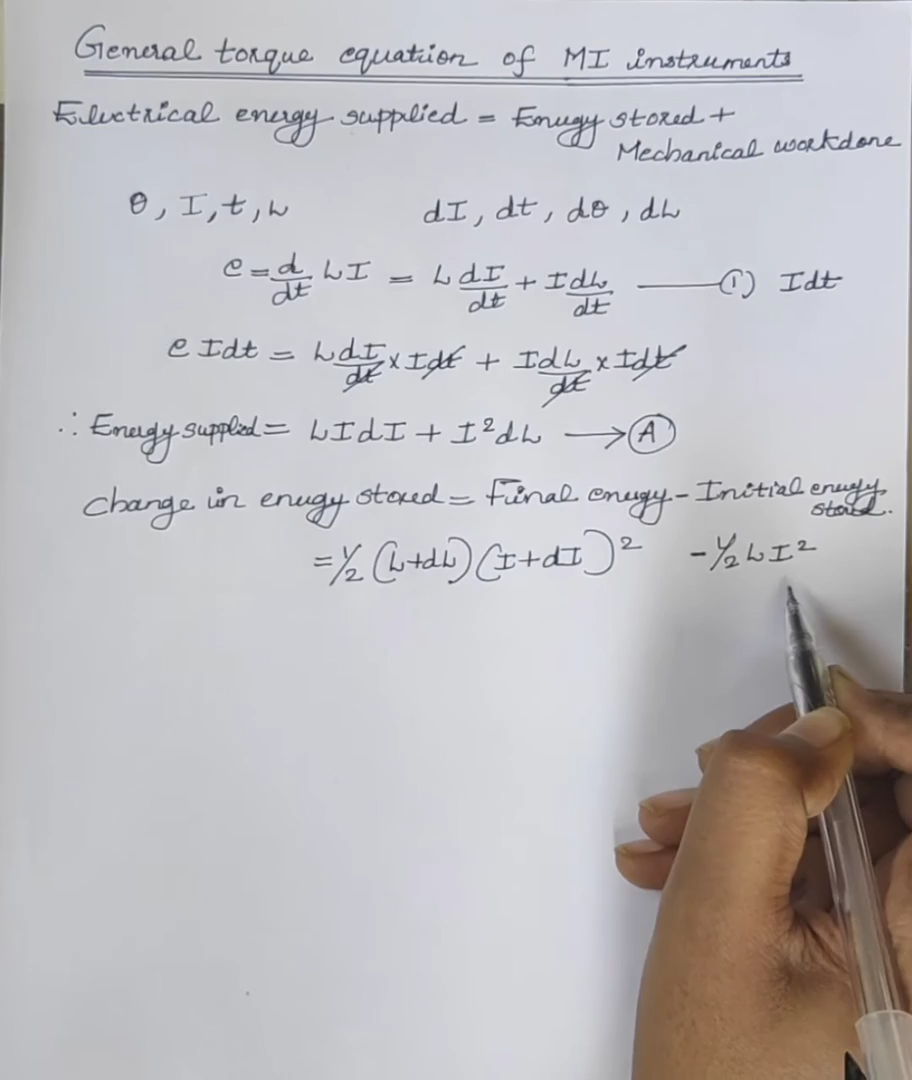 General torque equation of MI instruments
Electrical energy supplied = Energy stored +
Mechanical workdone
θ, I, t, L dI, dt, dθ, dL
e = d/dt LI = L dI/dt + I dL/dt —— (1) Idt
e Idt = L dI/dt × Idt + I dL/dt × Idt
∴ Energy supplied = LIdI + I²dL → (A)
Change in energy stored = Final energy - Initial energy stored.
= 1/2 (L+dL) (I+dI)² - 1/2 LI²